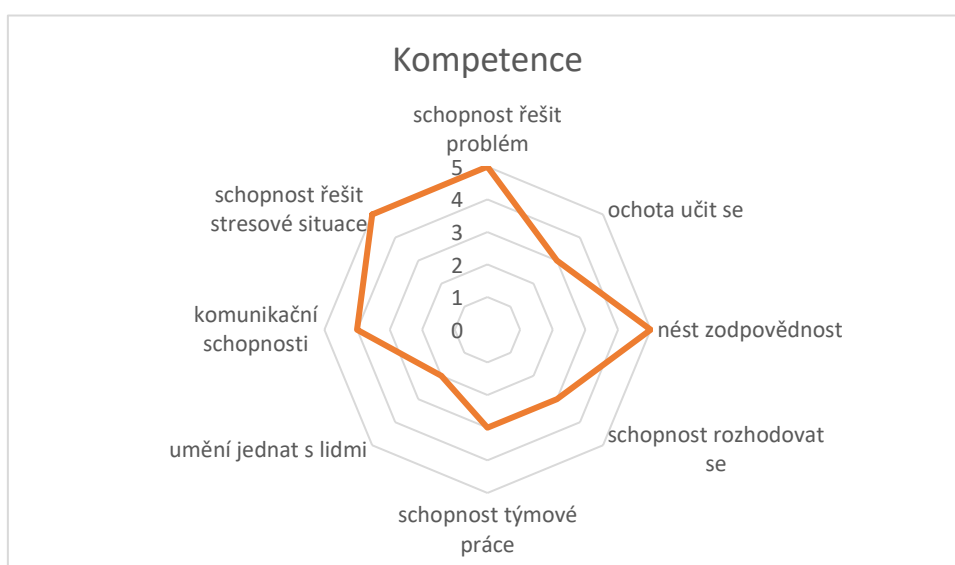 Kompetence
schopnost řešit
problém
ochota učit se
nést zodpovědnost
schopnost rozhodovat
se
schopnost týmové
práce
umění jednat s lidmi
komunikační
schopnosti
schopnost řešit
stresové situace
5
4
3
2
1
0